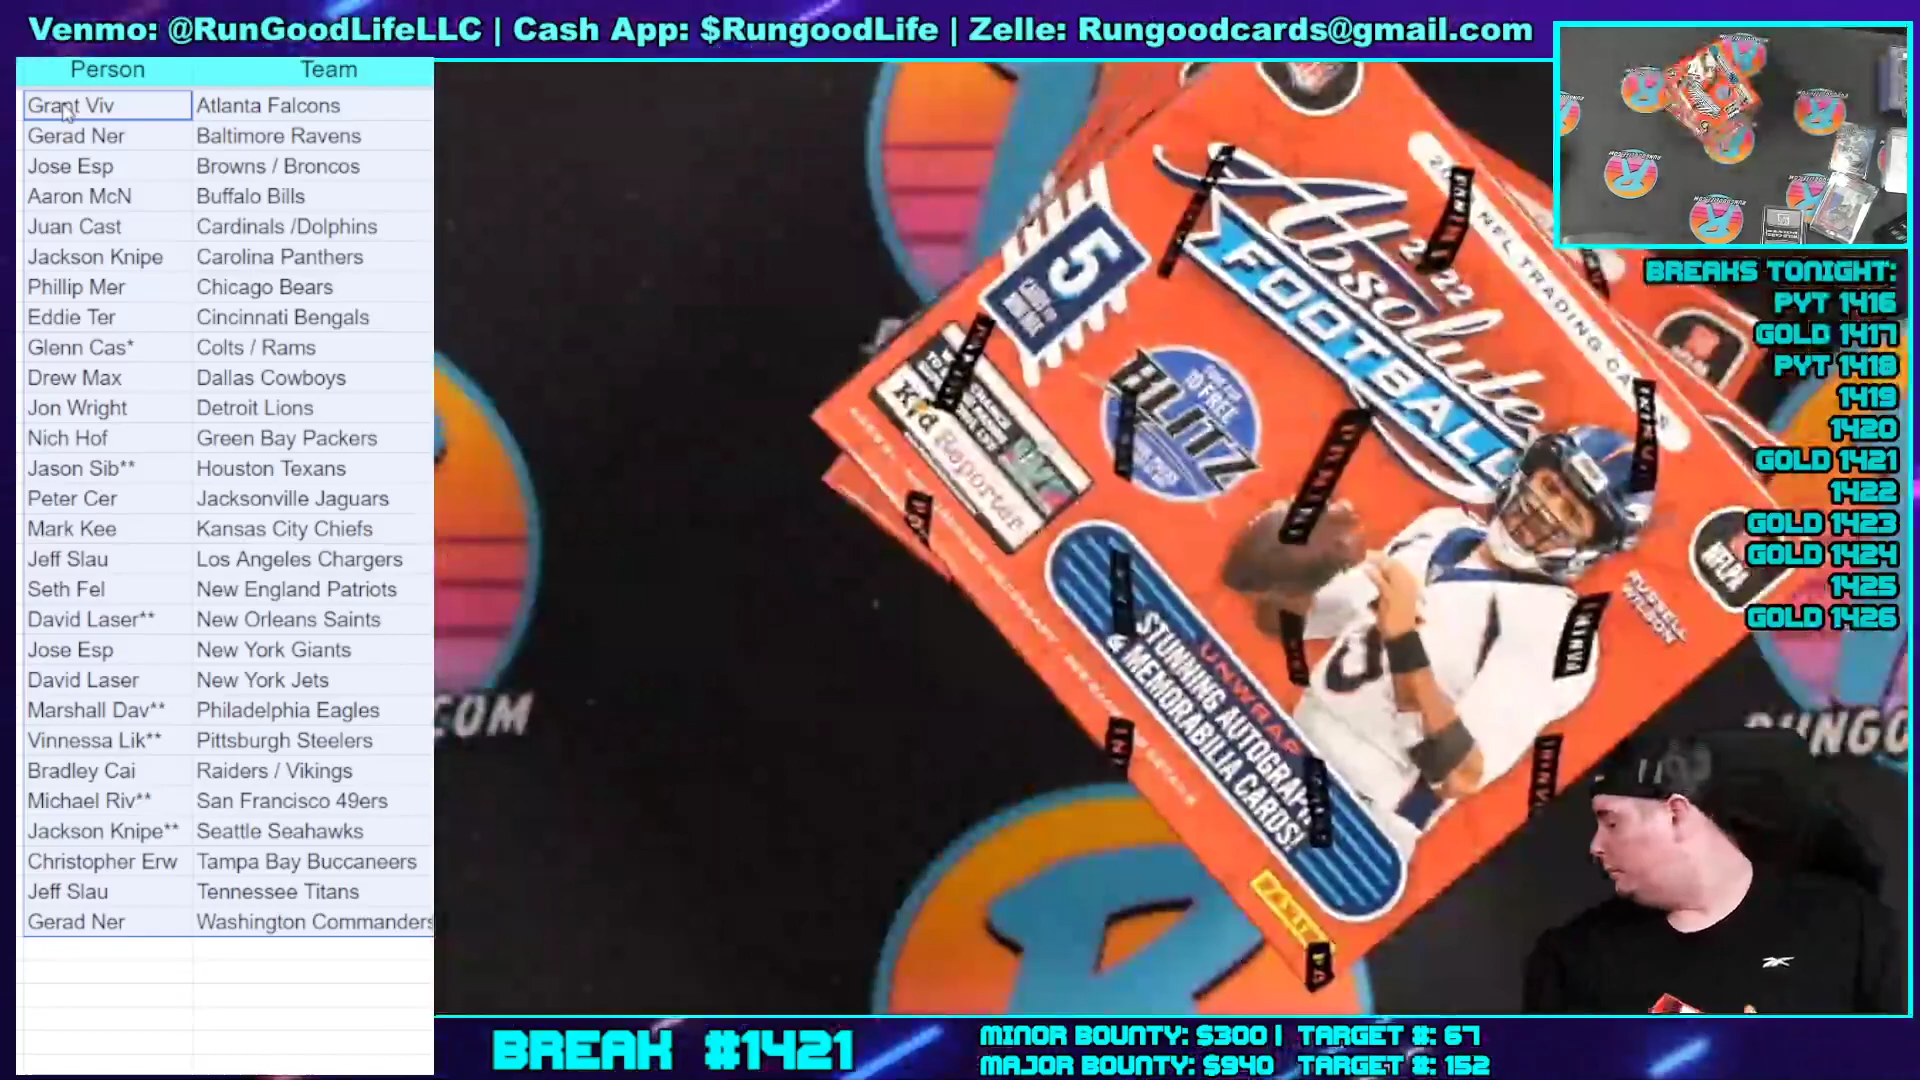 Venmo: @RunGoodLifeLLC | Cash App: $RungoodLife | Zelle: Rungoodcards@gmail.com
Person Team
Grant Viv Atlanta Falcons
Gerad Ner Baltimore Ravens
Jose Esp Browns / Broncos
Aaron McN Buffalo Bills
Juan Cast Cardinals /Dolphins
Jackson Knipe Carolina Panthers
Phillip Mer Chicago Bears
Eddie Ter Cincinnati Bengals
Glenn Cas* Colts / Rams
Drew Max Dallas Cowboys
Jon Wright Detroit Lions
Nich Hof Green Bay Packers
Jason Sib** Houston Texans
Peter Cer Jacksonville Jaguars
Mark Kee Kansas City Chiefs
Jeff Slau Los Angeles Chargers
Seth Fel New England Patriots
David Laser** New Orleans Saints
Jose Esp New York Giants
David Laser New York Jets
Marshall Dav** Philadelphia Eagles
Vinnessa Lik** Pittsburgh Steelers
Bradley Cai Raiders / Vikings
Michael Riv** San Francisco 49ers
Jackson Knipe** Seattle Seahawks
Christopher Erw Tampa Bay Buccaneers
Jeff Slau Tennessee Titans
Gerad Ner Washington Commanders
NFL TRADING CA
2022
Absolute
FOOTBALL
5
BLITZ
Kid
Reporter
UNWRAP
STUNNING AUTOGRAPH
& MEMORABILIA CARDS!
RUSSELL
WILSON
NFLPA
PANINI
.COM
BREAKS TONIGHT:
PYT 1416
GOLD 1417
PYT 1418
1419
1420
GOLD 1421
1422
GOLD 1423
GOLD 1424
1425
GOLD 1426
BREAK #1421
MINOR BOUNTY: $300 | TARGET #: 67
MAJOR BOUNTY: $940 TARGET #: 152